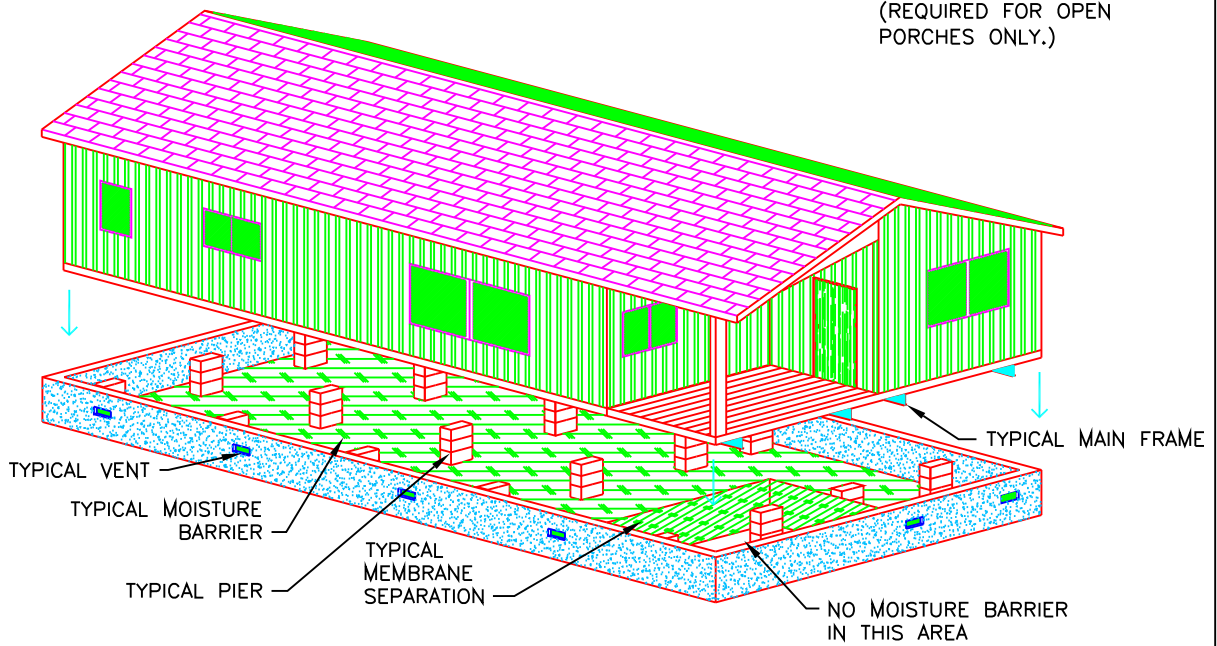 (REQUIRED FOR OPEN
PORCHES ONLY.)
TYPICAL MAIN FRAME
TYPICAL VENT
TYPICAL MOISTURE
BARRIER
TYPICAL PIER
TYPICAL
MEMBRANE
SEPARATION
NO MOISTURE BARRIER
IN THIS AREA